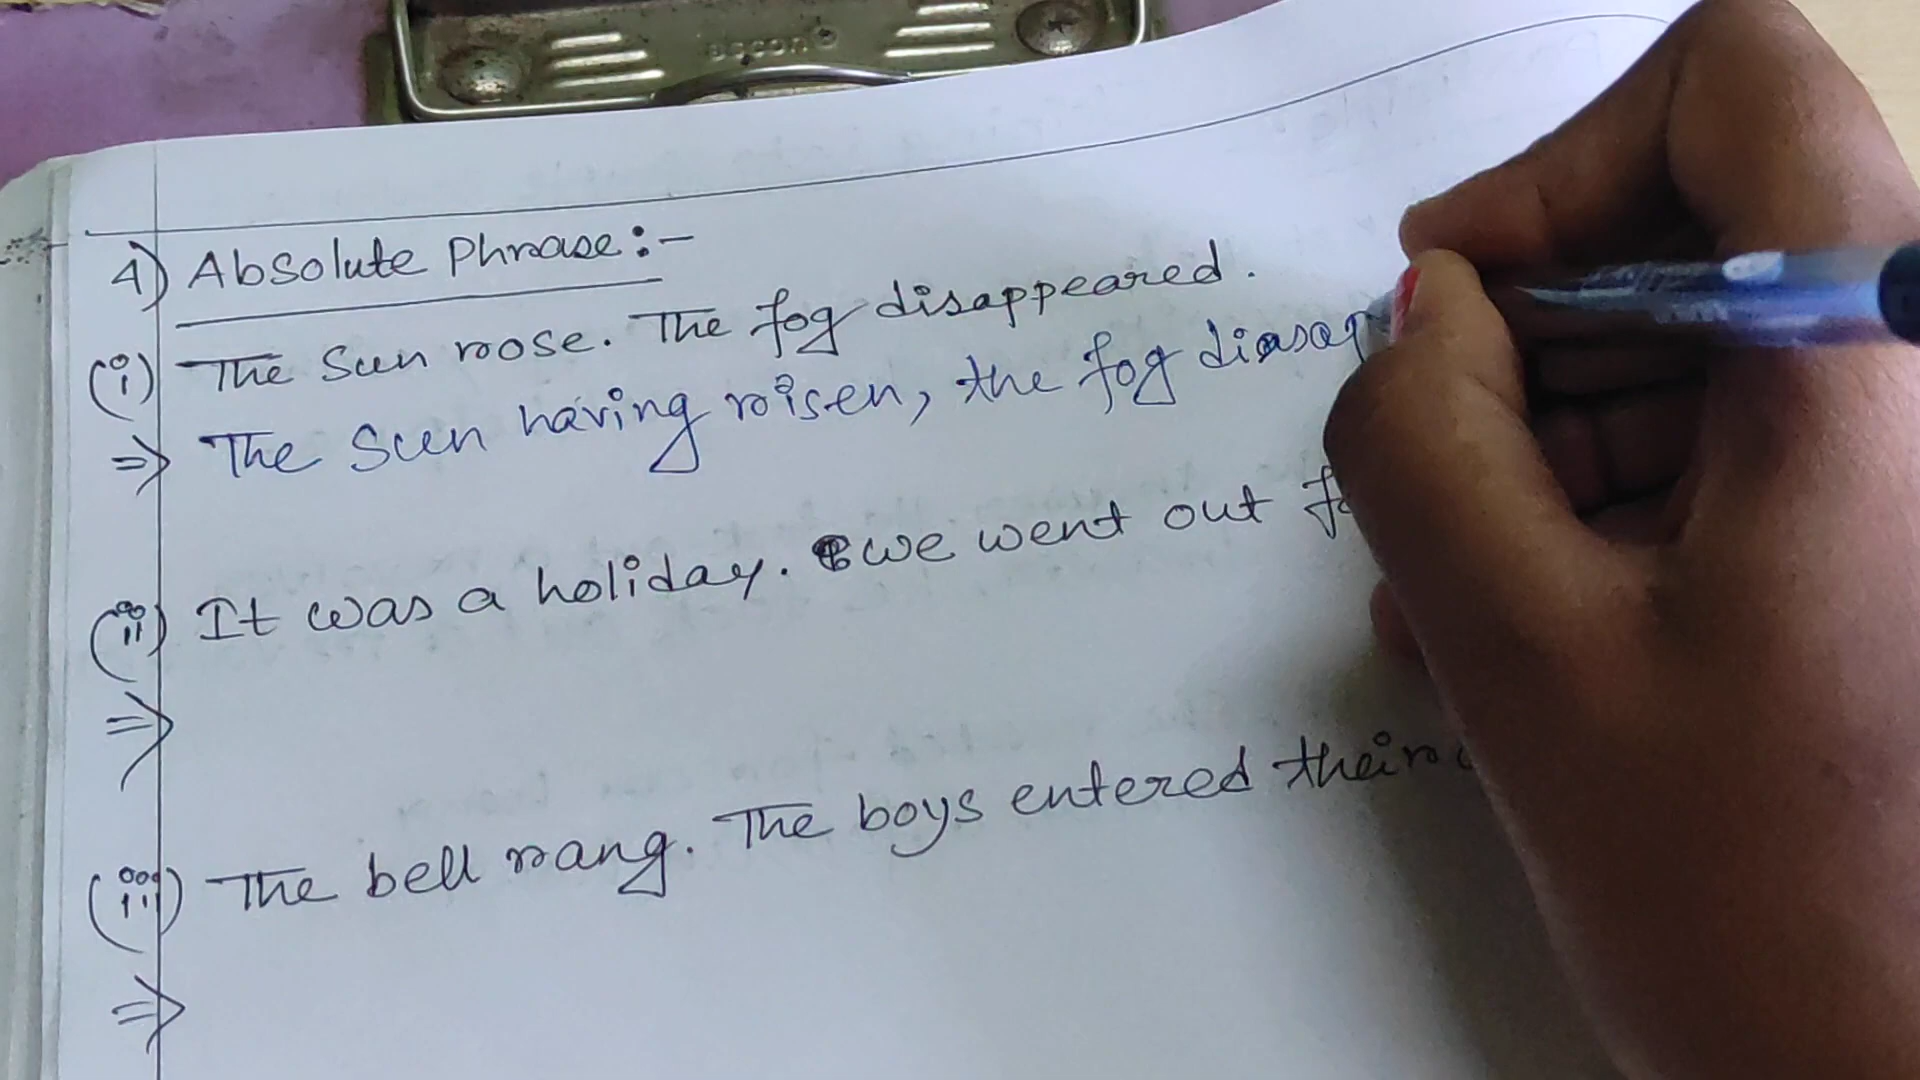 4) Absolute Phrase:-
(i) The Sun rose. The fog disappeared.
=> The Sun having risen, the fog
(ii) It was a holiday. we went out
=>
(iii) The bell rang. The boys entered their
=>